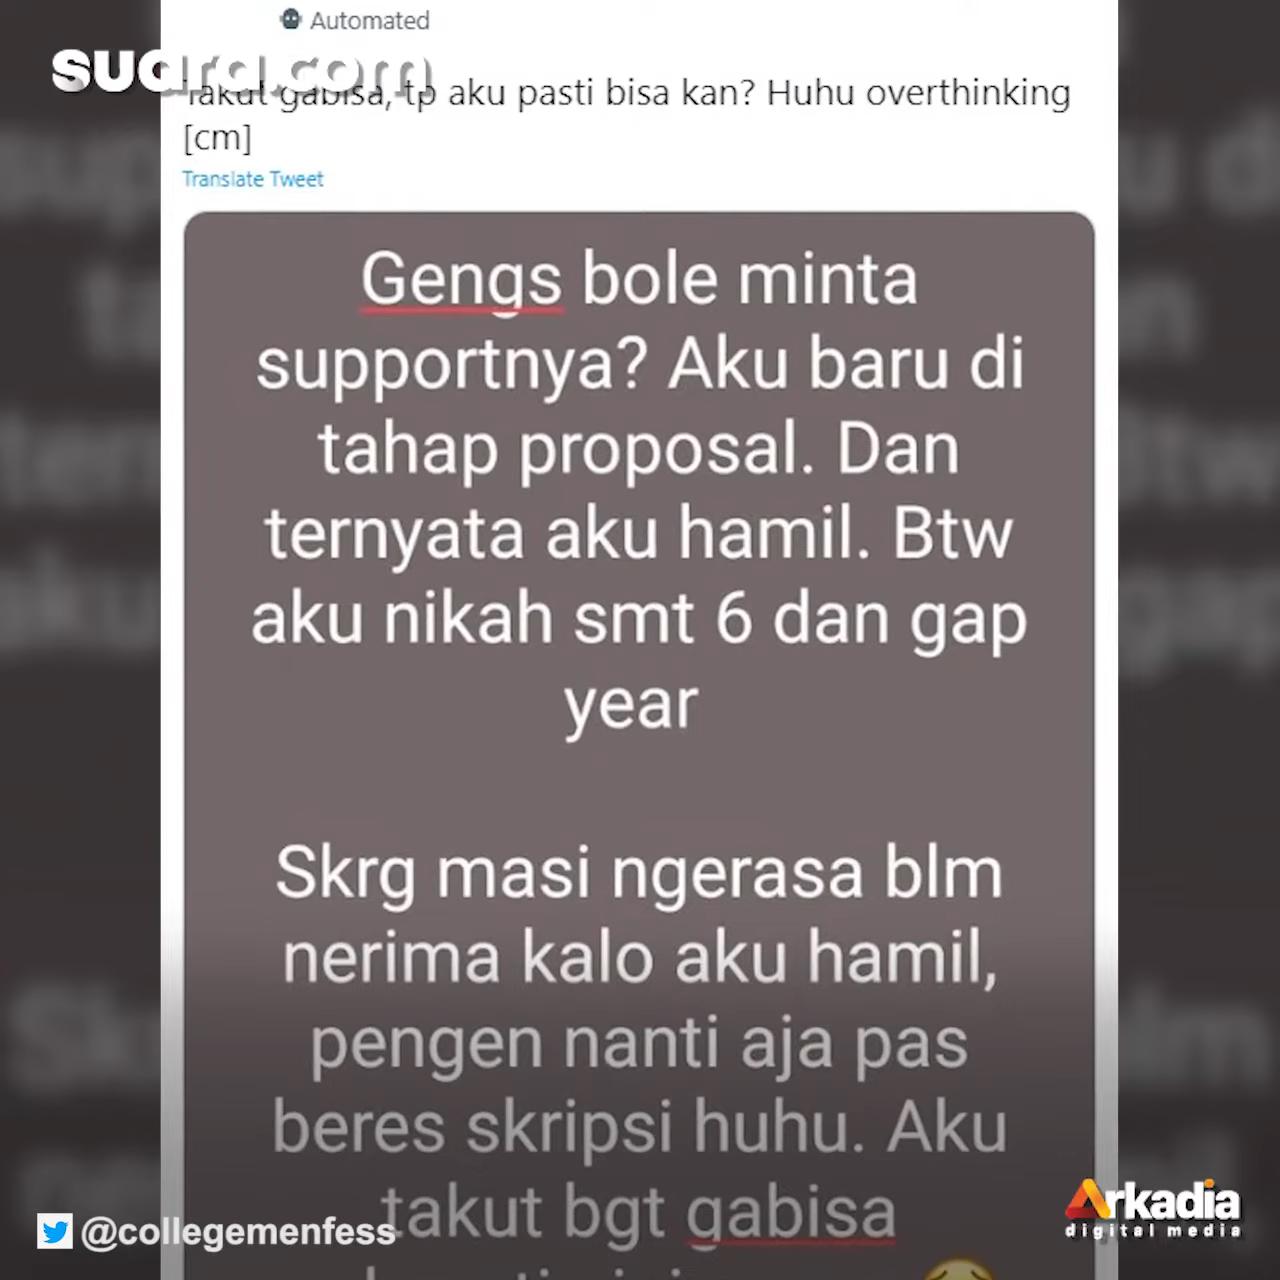 Automated
suara.com
Takut gabisa, tp aku pasti bisa kan? Huhu overthinking
[cm]
Translate Tweet
Gengs bole minta
supportnya? Aku baru di
tahap proposal. Dan
ternyata aku hamil. Btw
aku nikah smt 6 dan gap
year
Skrg masi ngerasa blm
nerima kalo aku hamil,
pengen nanti aja pas
beres skripsi huhu. Aku
takut bgt gabisa
@collegemenfess
Arkadia
digital media